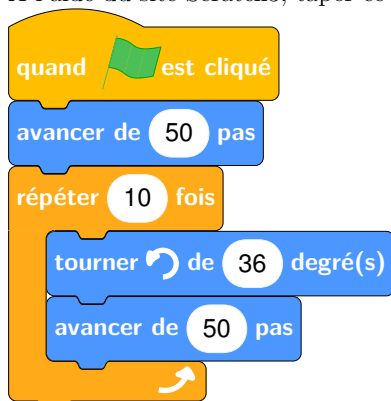 quand est cliqué
avancer de 50 pas
répéter 10 fois
tourner de 36 degré(s)
avancer de 50 pas